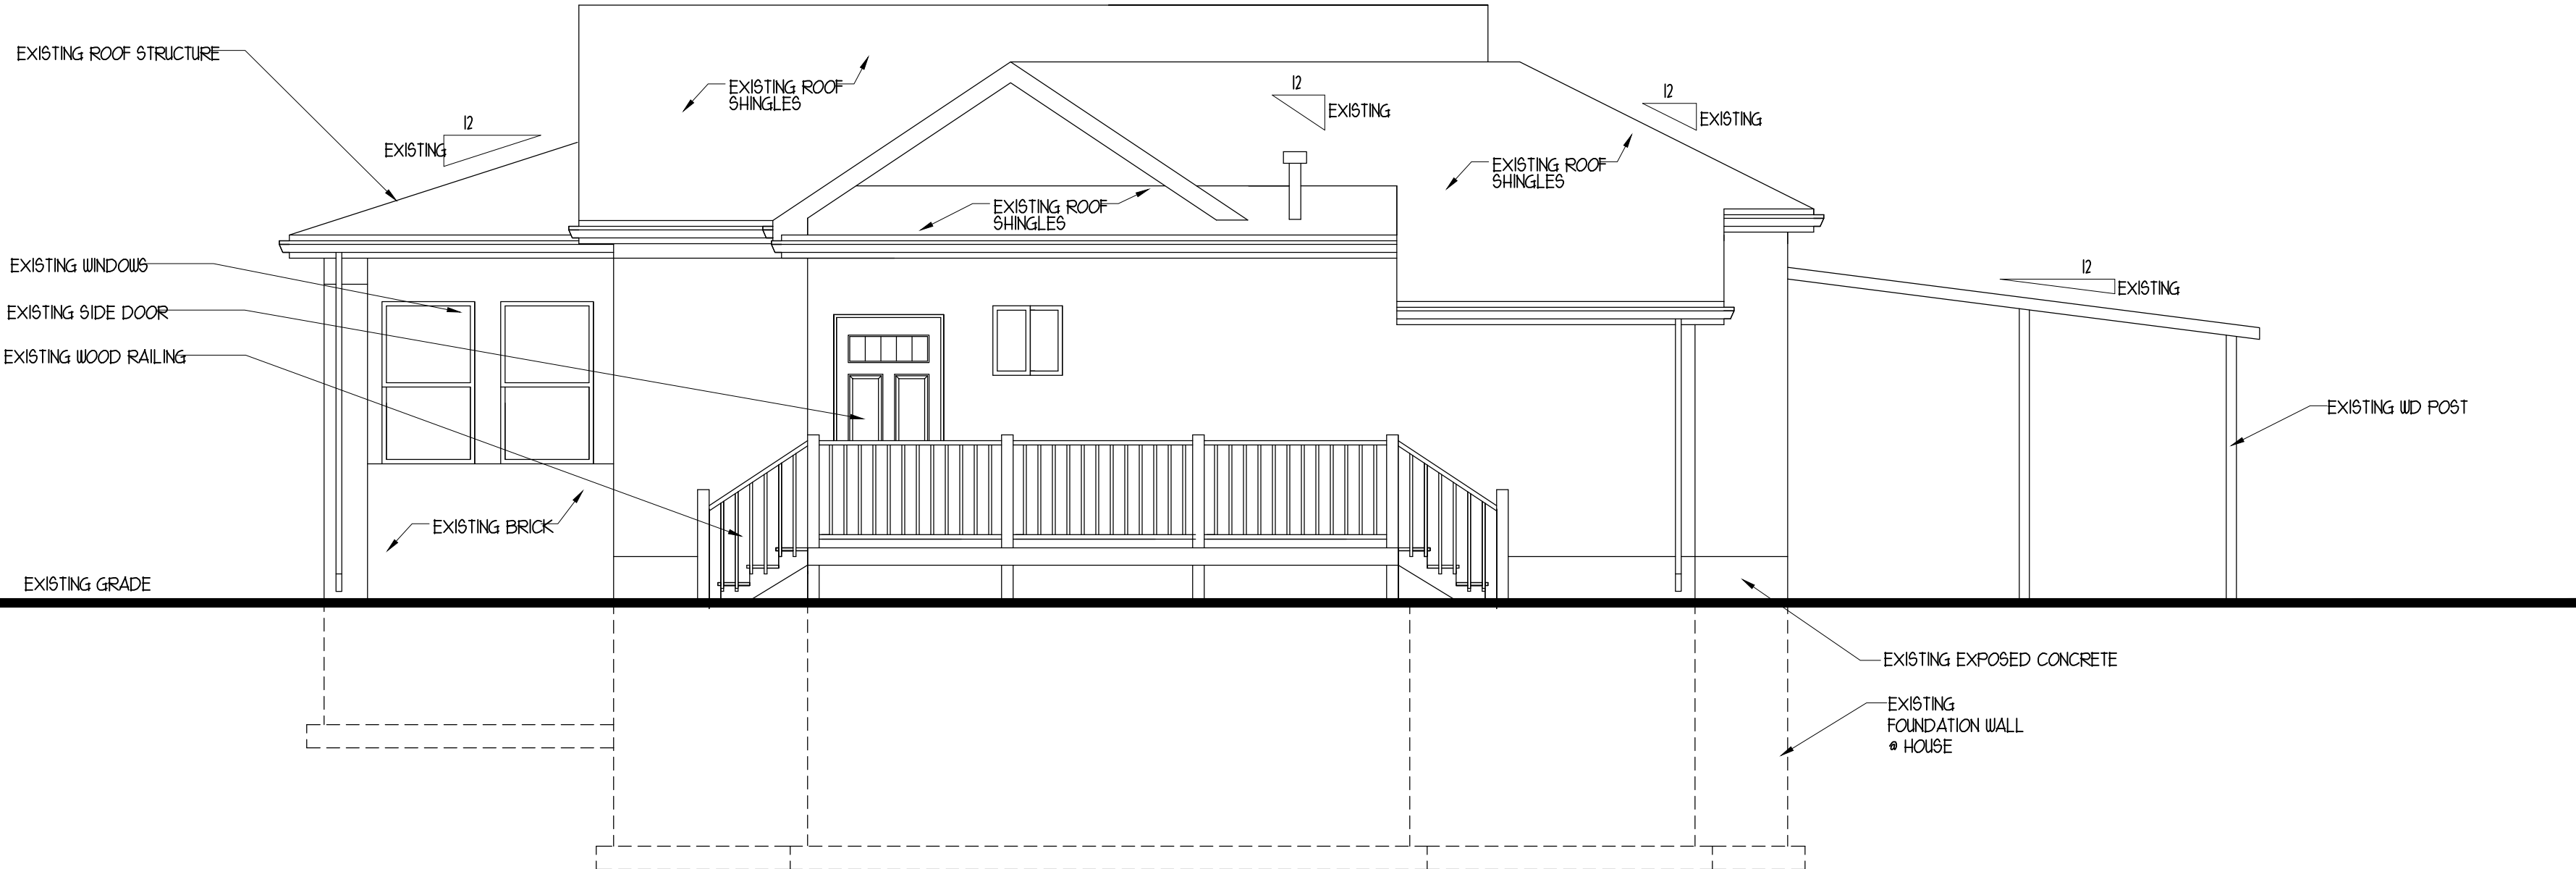 EXISTING ROOF STRUCTURE
EXISTING ROOF
SHINGLES
12
EXISTING
12
EXISTING
12
EXISTING
EXISTING ROOF
SHINGLES
EXISTING ROOF
SHINGLES
EXISTING WINDOWS
12
EXISTING
EXISTING SIDE DOOR
EXISTING WOOD RAILING
EXISTING WD POST
EXISTING BRICK
EXISTING GRADE
EXISTING EXPOSED CONCRETE
EXISTING
FOUNDATION WALL
@ HOUSE